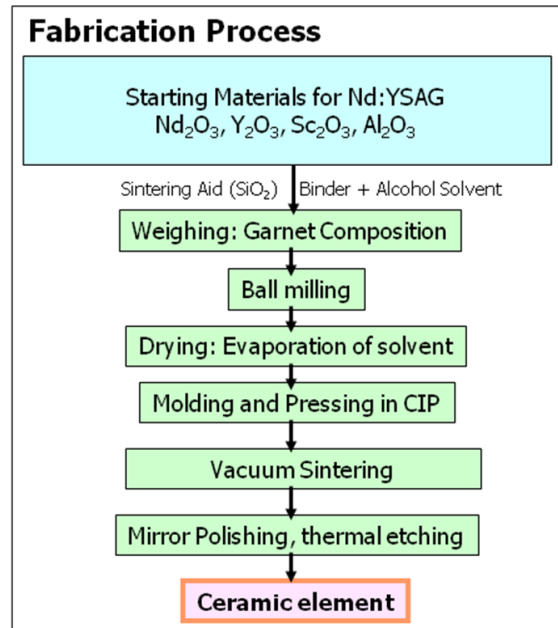 Fabrication Process
Starting Materials for Nd:YSAG
Nd₂O₃, Y₂O₃, Sc₂O₃, Al₂O₃
Sintering Aid (SiO₂) Binder + Alcohol Solvent
Weighing: Garnet Composition
Ball milling
Drying: Evaporation of solvent
Molding and Pressing in CIP
Vacuum Sintering
Mirror Polishing, thermal etching
Ceramic element